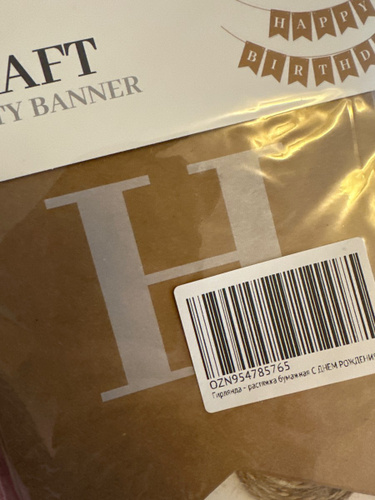 HAPPY
BIRTHD
AFT
TY BANNER
H
OZN954785765
Гирлянда - растяжка бумажная С ДНЕМ РОЖДЕНИ